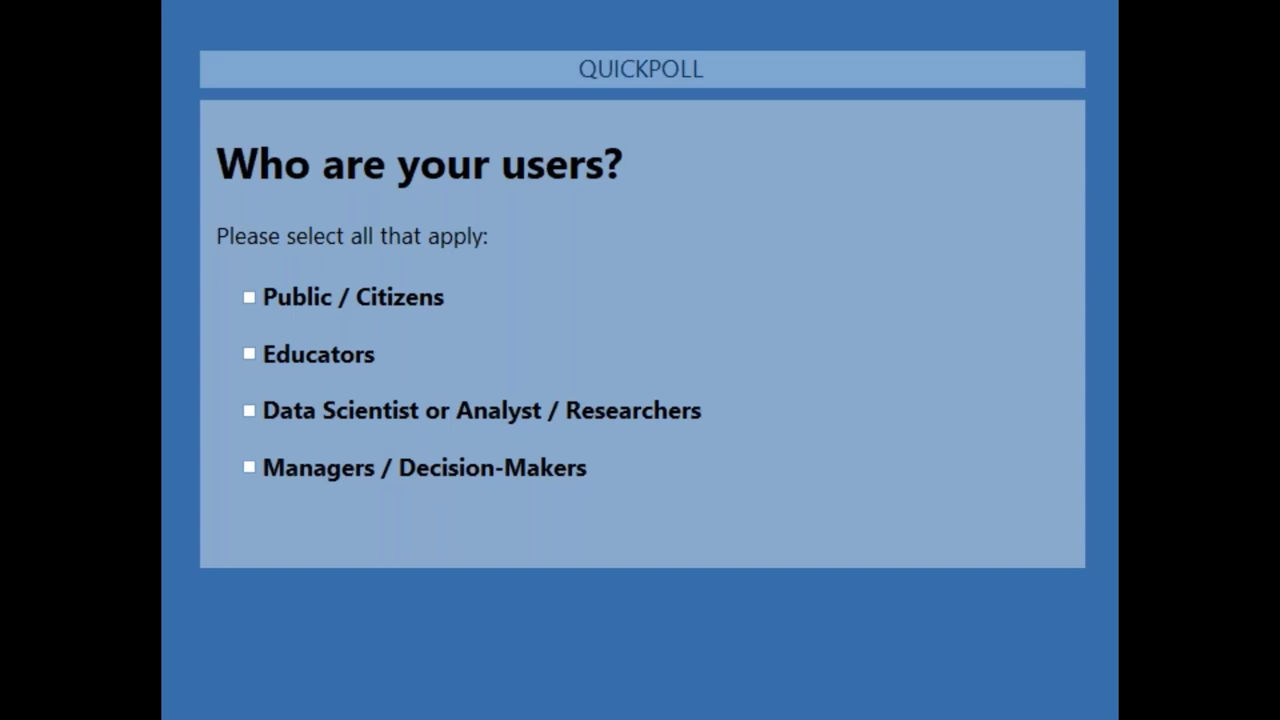 QUICKPOLL
Who are your users?
Please select all that apply:
Public / Citizens
Educators
Data Scientist or Analyst / Researchers
Managers / Decision-Makers